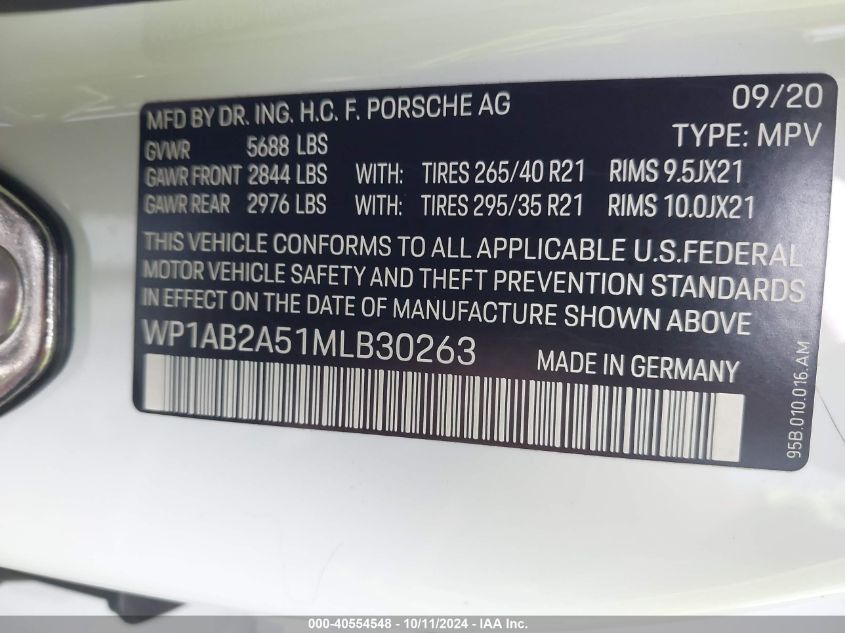 MFD BY DR. ING. H.C. F. PORSCHE AG 09/20
GVWR 5688 LBS TYPE: MPV
GAWR FRONT 2844 LBS WITH: TIRES 265/40 R21 RIMS 9.5JX21
GAWR REAR 2976 LBS WITH: TIRES 295/35 R21 RIMS 10.0JX21
THIS VEHICLE CONFORMS TO ALL APPLICABLE U.S.FEDERAL
MOTOR VEHICLE SAFETY AND THEFT PREVENTION STANDARDS
IN EFFECT ON THE DATE OF MANUFACTURE SHOWN ABOVE
WP1AB2A51MLB30263 MADE IN GERMANY
95B.010.016.AM
000-40554548 - 10/11/2024 - IAA Inc.